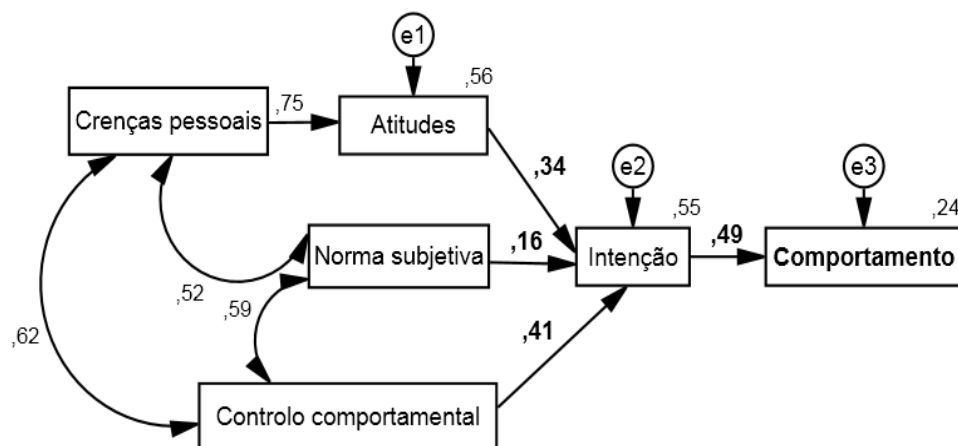 e1
,56
,75
Crenças pessoais
Atitudes
,34
e2
e3
,55
,24
Norma subjetiva
,16
Intenção
,49
Comportamento
,52
,59
,62
,41
Controlo comportamental